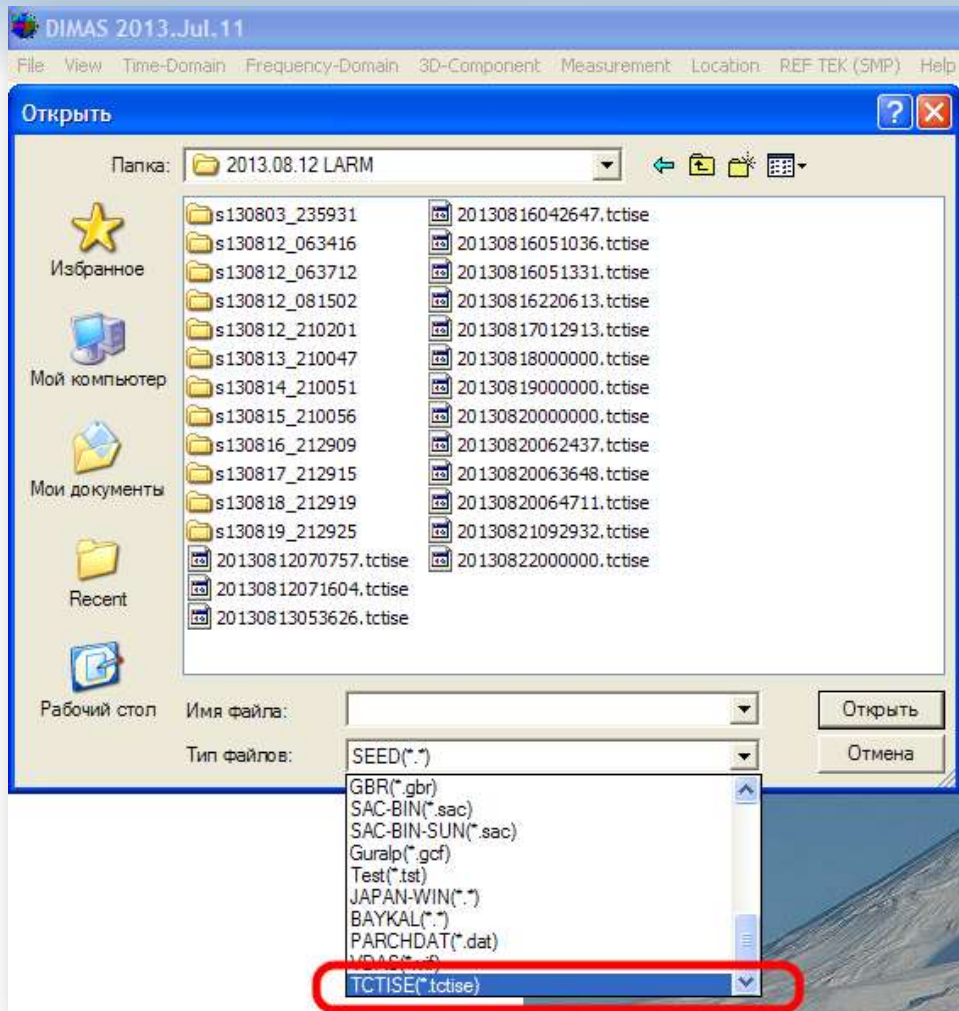 DIMAS 2013.Jul.11
File View Time-Domain Frequency-Domain 3D-Component Measurement Location REF TEK (SMP) Help
Открыть
Папка: 2013.08.12 LARM
Избранное
Мой компьютер
Мои документы
Recent
Рабочий стол
s130803_235931
s130812_063416
s130812_063712
s130812_081502
s130812_210201
s130813_210047
s130814_210051
s130815_210056
s130816_212909
s130817_212915
s130818_212919
s130819_212925
20130812070757.tctise
20130812071604.tctise
20130813053626.tctise
20130816042647.tctise
20130816051036.tctise
20130816051331.tctise
20130816220613.tctise
20130817012913.tctise
20130818000000.tctise
20130819000000.tctise
20130820000000.tctise
20130820062437.tctise
20130820063648.tctise
20130820064711.tctise
20130821092932.tctise
20130822000000.tctise
Имя файла:
Открыть
Тип файлов: SEED(*.*)
Отмена
GBR(*.gbr)
SAC-BIN(*.sac)
SAC-BIN-SUN(*.sac)
Guralp(*.gcf)
Test(*.tst)
JAPAN-WIN(*.*)
BAYKAL(*.*)
PARCHDAT(*.dat)
TCTISE(*.tctise)